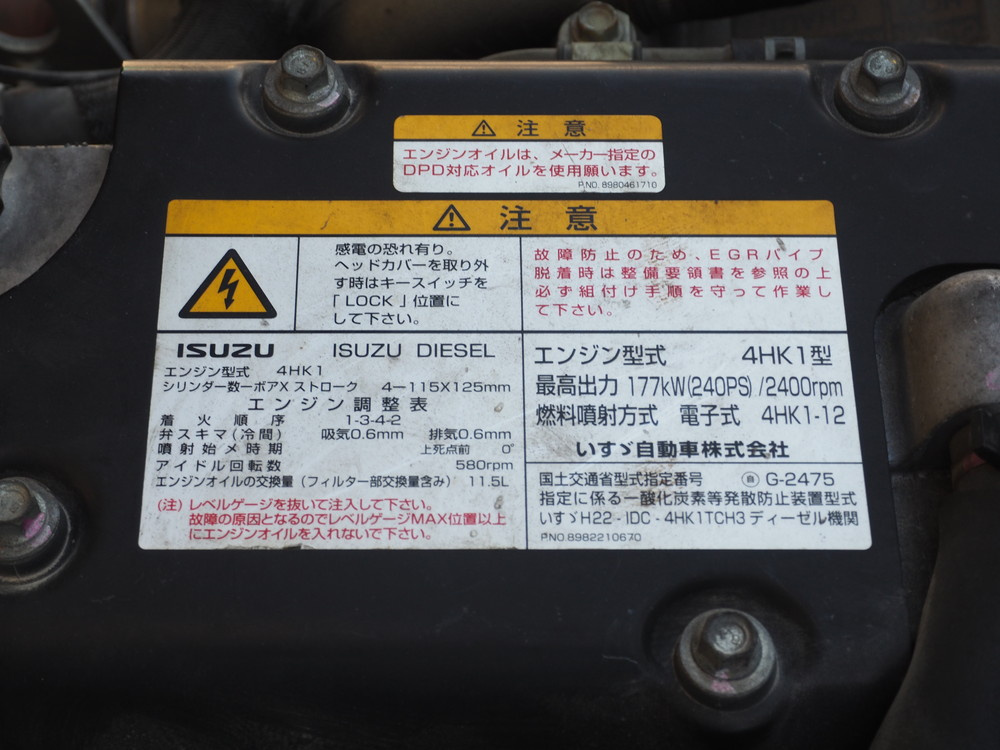 ⚠ 注意
エンジンオイルは、メーカー指定の
DPD対応オイルを使用願います。
P.NO. 8980461710
⚠ 注意
感電の恐れ有り。
ヘッドカバーを取り外
す時はキースイッチを
「LOCK」位置に
して下さい。
故障防止のため、EGRパイプ
脱着時は整備要領書を参照の上
必ず組付け手順を守って作業し
て下さい。
ISUZU ISUZU DIESEL
エンジン型式 4HK1
シリンダー数ーボアX ストローク 4ー115X125mm
エンジン調整表
着火順序 1-3-4-2
弁スキマ(冷間) 吸気0.6mm 排気0.6mm
噴射始メ時期 上死点前 0°
アイドル回転数 580rpm
エンジンオイルの交換量(フィルター部交換量含み) 11.5L
(注)レベルゲージを抜いて注入して下さい。
故障の原因となるのでレベルゲージMAX位置以上
にエンジンオイルを入れないで下さい。
エンジン型式 4HK1型
最高出力 177kW(240PS)/2400rpm
燃料噴射方式 電子式 4HK1-12
いすゞ自動車株式会社
国土交通省型式指定番号 自 G-2475
指定に係る一酸化炭素等発散防止装置型式
いすゞH22-IDC-4HK1TCH3 ディーゼル機関
P.NO.8982210670